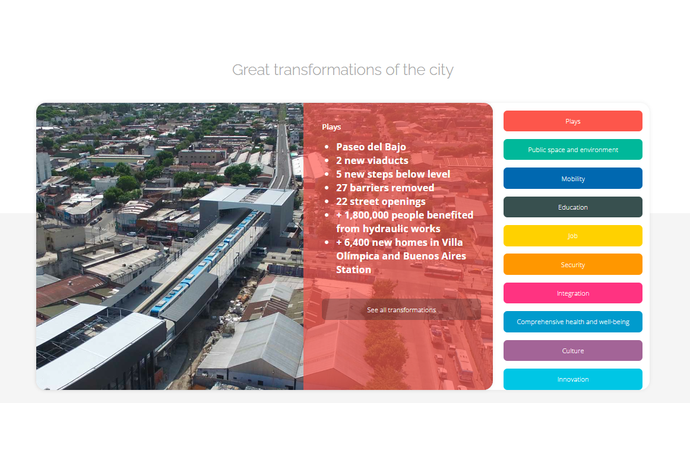 Great transformations of the city
Plays
Paseo del Bajo
2 new viaducts
5 new steps below level
27 barriers removed
22 street openings
+ 1,800,000 people benefited
from hydraulic works
+ 6,400 new homes in Villa
Olímpica and Buenos Aires
Station
See all transformations
Plays
Public space and environment
Mobility
Education
Job
Security
Integration
Comprehensive health and well-being
Culture
Innovation